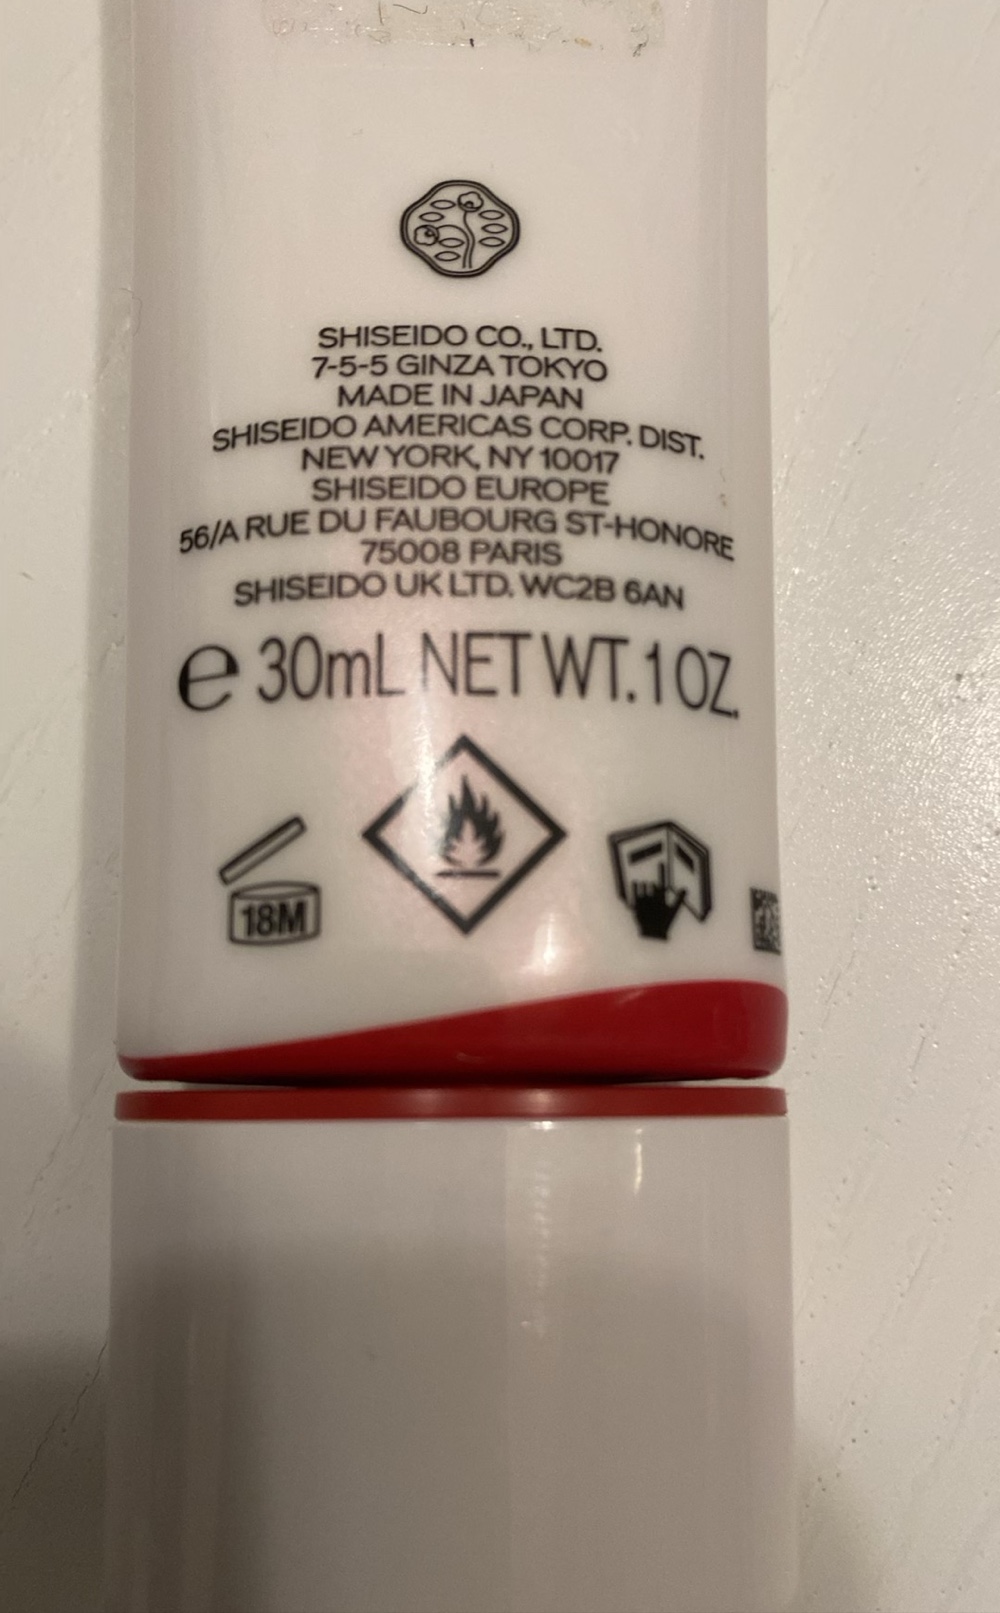 SHISEIDO CO., LTD.
7-5-5 GINZA TOKYO
MADE IN JAPAN
SHISEIDO AMERICAS CORP. DIST.
NEW YORK, NY 10017
SHISEIDO EUROPE
56/A RUE DU FAUBOURG ST-HONORE
75008 PARIS
SHISEIDO UK LTD. WC2B 6AN
e 30mL NET WT. 1 OZ.
18M